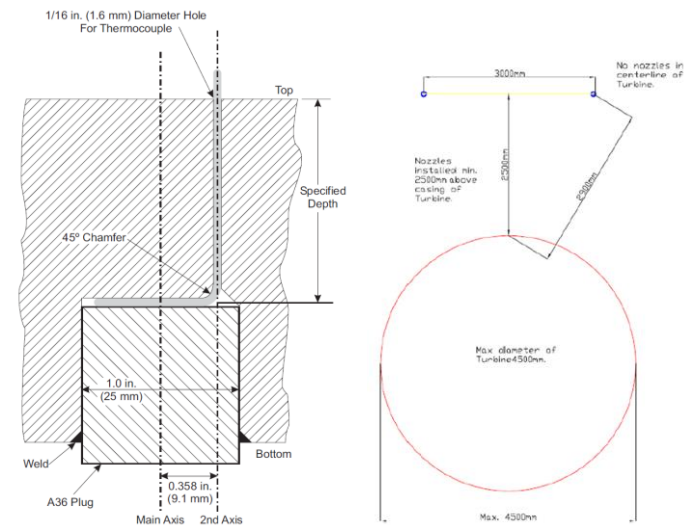 1/16 in. (1.6 mm) Diameter Hole
For Thermocouple
Top
Specified
Depth
45º Chamfer
1.0 in.
(25 mm)
Weld
Bottom
A36 Plug
0.358 in.
(9.1 mm)
Main Axis
2nd Axis
3000mm
No nozzles in
centerline of
Turbine.
Nozzles
installed min.
2500mm above
casing of
Turbine.
2500mm
2900mm
Max diameter of
Turbine4500mm.
Max. 4500mm